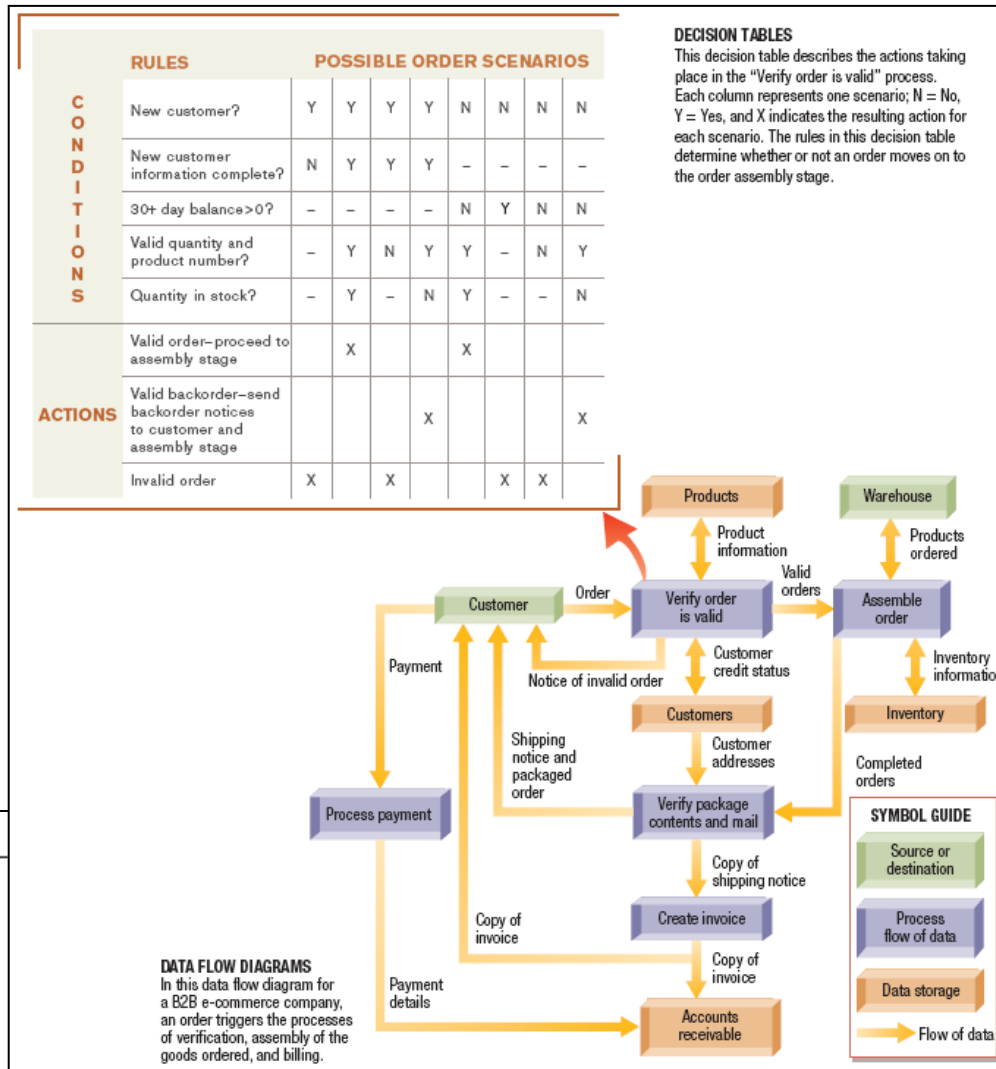 RULES POSSIBLE ORDER SCENARIOS
CONDITIONS
New customer? Y Y Y Y N N N N
New customer
information complete? N Y Y Y – – – –
30+ day balance>0? – – – – N Y N N
Valid quantity and
product number? – Y N Y Y – N Y
Quantity in stock? – Y – N Y – – N
ACTIONS
Valid order–proceed to
assembly stage X X
Valid backorder–send
backorder notices
to customer and
assembly stage X X
Invalid order X X X X
DECISION TABLES
This decision table describes the actions taking
place in the “Verify order is valid” process.
Each column represents one scenario; N = No,
Y = Yes, and X indicates the resulting action for
each scenario. The rules in this decision table
determine whether or not an order moves on to
the order assembly stage.
Products
Warehouse
Product
information
Products
ordered
Customer
Order
Verify order
is valid
Valid
orders
Assemble
order
Payment
Notice of invalid order
Customer
credit status
Inventory
information
Customers
Inventory
Shipping
notice and
packaged
order
Customer
addresses
Completed
orders
Process payment
Verify package
contents and mail
Copy of
shipping notice
Create invoice
Copy of
invoice
Copy of
invoice
Payment
details
Accounts
receivable
SYMBOL GUIDE
Source or
destination
Process
flow of data
Data storage
Flow of data
DATA FLOW DIAGRAMS
In this data flow diagram for
a B2B e-commerce company,
an order triggers the processes
of verification, assembly of the
goods ordered, and billing.